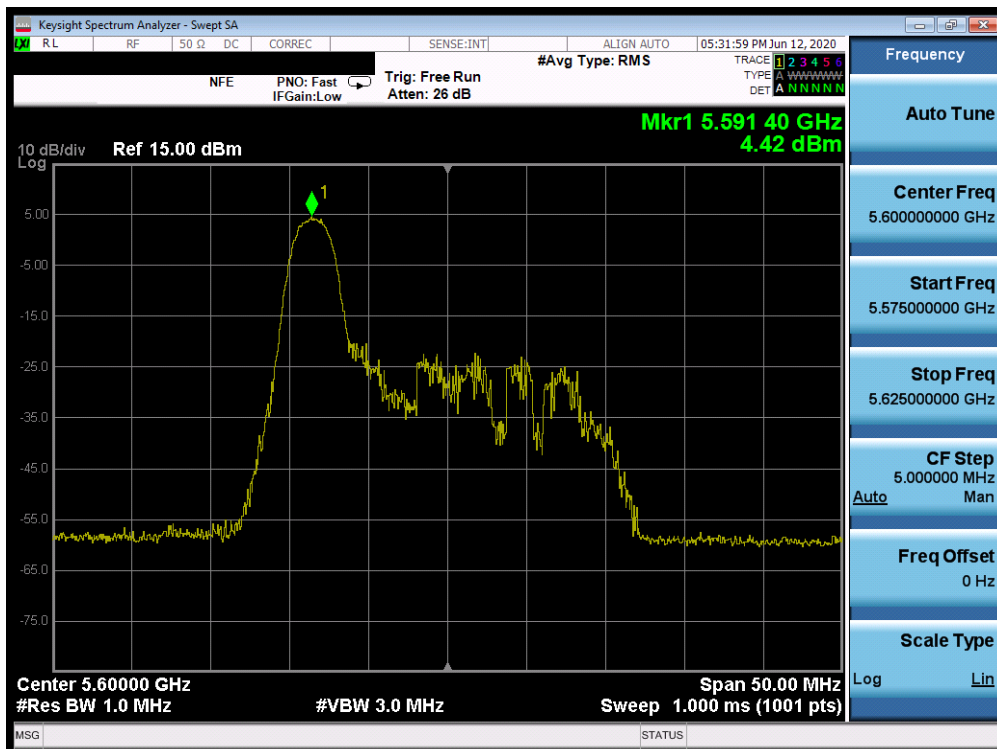 Keysight Spectrum Analyzer - Swept SA
LXI RL RF 50 Ω DC CORREC SENSE:INT ALIGN AUTO 05:31:59 PM Jun 12, 2020
NFE PNO: Fast Trig: Free Run #Avg Type: RMS TRACE 1 2 3 4 5 6
IFGain:Low Atten: 26 dB TYPE A WWWWW
DET A N N N N N
Mkr1 5.591 40 GHz
4.42 dBm
10 dB/div Ref 15.00 dBm
Log
1
5.00
-5.00
-15.0
-25.0
-35.0
-45.0
-55.0
-65.0
-75.0
Center 5.60000 GHz Span 50.00 MHz
#Res BW 1.0 MHz #VBW 3.0 MHz Sweep 1.000 ms (1001 pts)
MSG STATUS
Frequency
Auto Tune
Center Freq
5.600000000 GHz
Start Freq
5.575000000 GHz
Stop Freq
5.625000000 GHz
CF Step
5.000000 MHz
Auto Man
Freq Offset
0 Hz
Scale Type
Log Lin